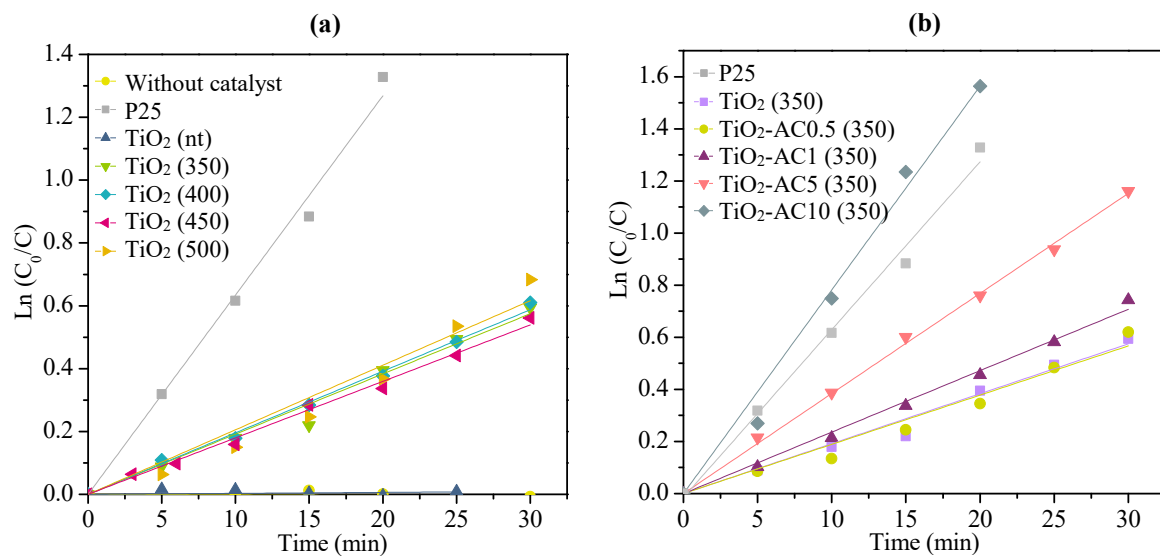 (a)
1.4
1.2
1.0
0.8
0.6
0.4
0.2
0.0
Ln (C₀/C)
Without catalyst
P25
TiO₂ (nt)
TiO₂ (350)
TiO₂ (400)
TiO₂ (450)
TiO₂ (500)
0 5 10 15 20 25 30
Time (min)
(b)
1.6
1.4
1.2
1.0
0.8
0.6
0.4
0.2
0.0
Ln (C₀/C)
P25
TiO₂ (350)
TiO₂-AC0.5 (350)
TiO₂-AC1 (350)
TiO₂-AC5 (350)
TiO₂-AC10 (350)
0 5 10 15 20 25 30
Time (min)